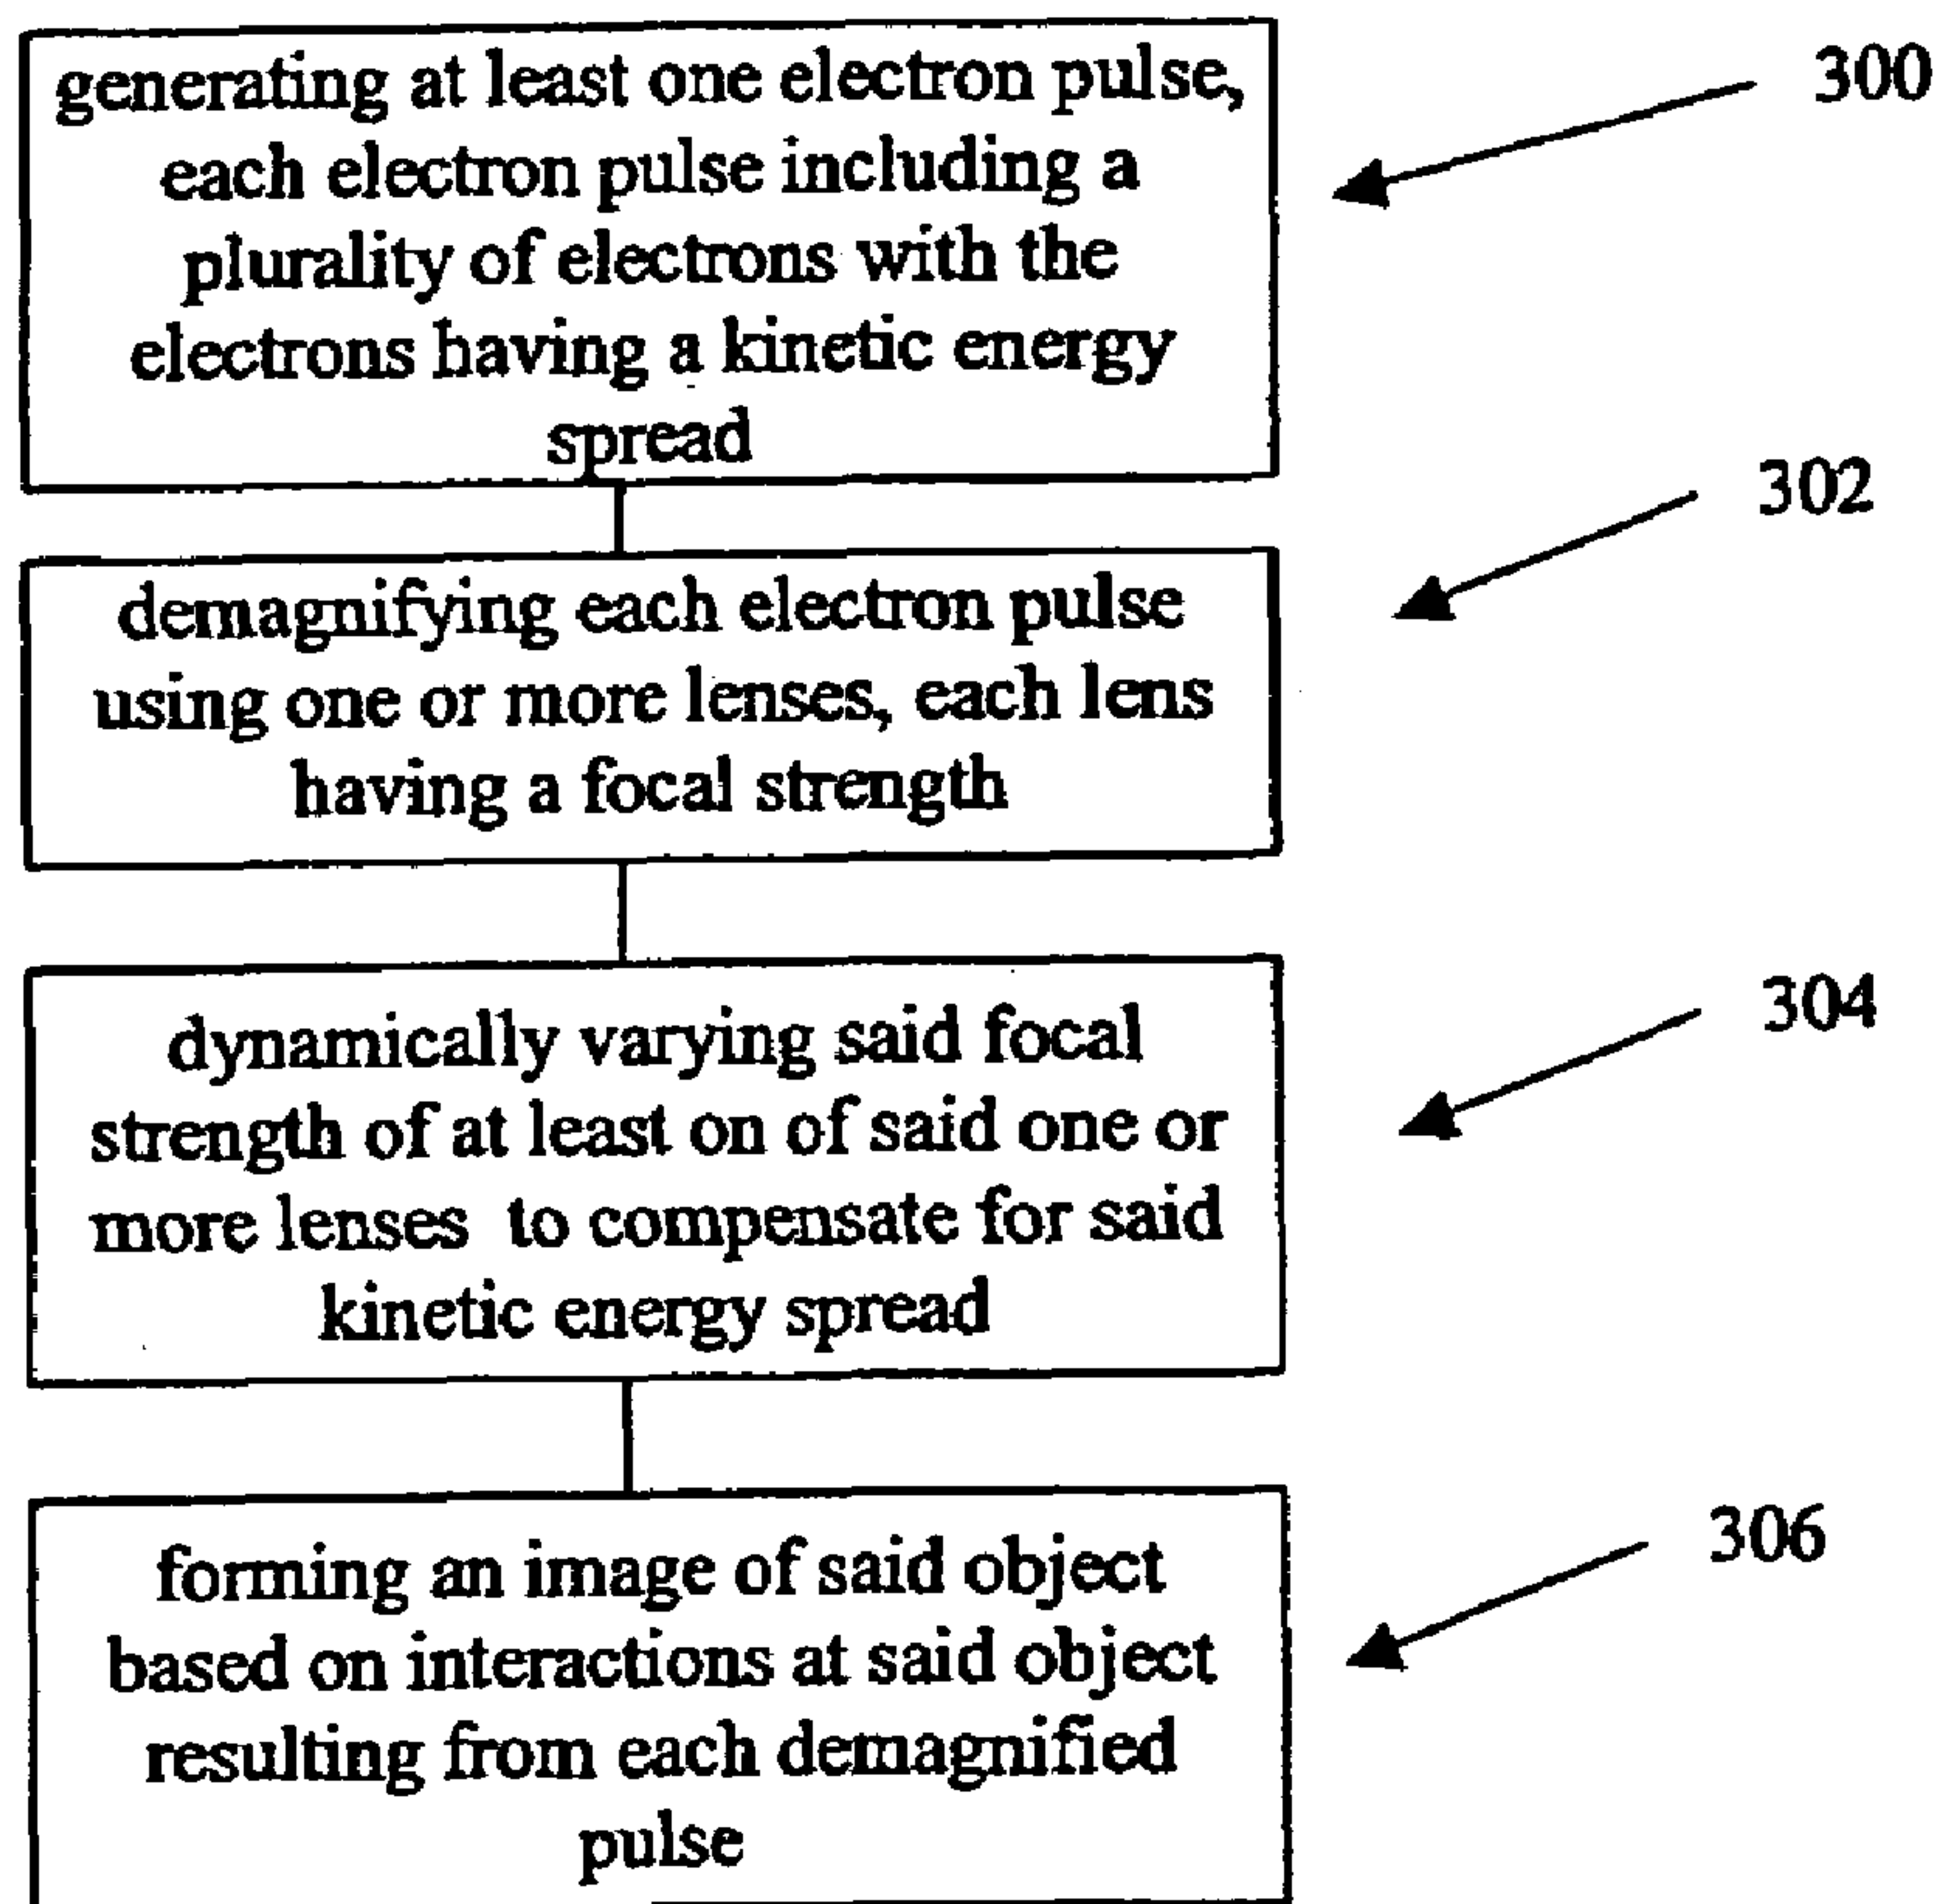 generating at least one electron pulse,
each electron pulse including a
plurality of electrons with the
electrons having a kinetic energy
spread
300
demagnifying each electron pulse
using one or more lenses, each lens
having a focal strength
302
dynamically varying said focal
strength of at least on of said one or
more lenses to compensate for said
kinetic energy spread
304
forming an image of said object
based on interactions at said object
resulting from each demagnified
pulse
306